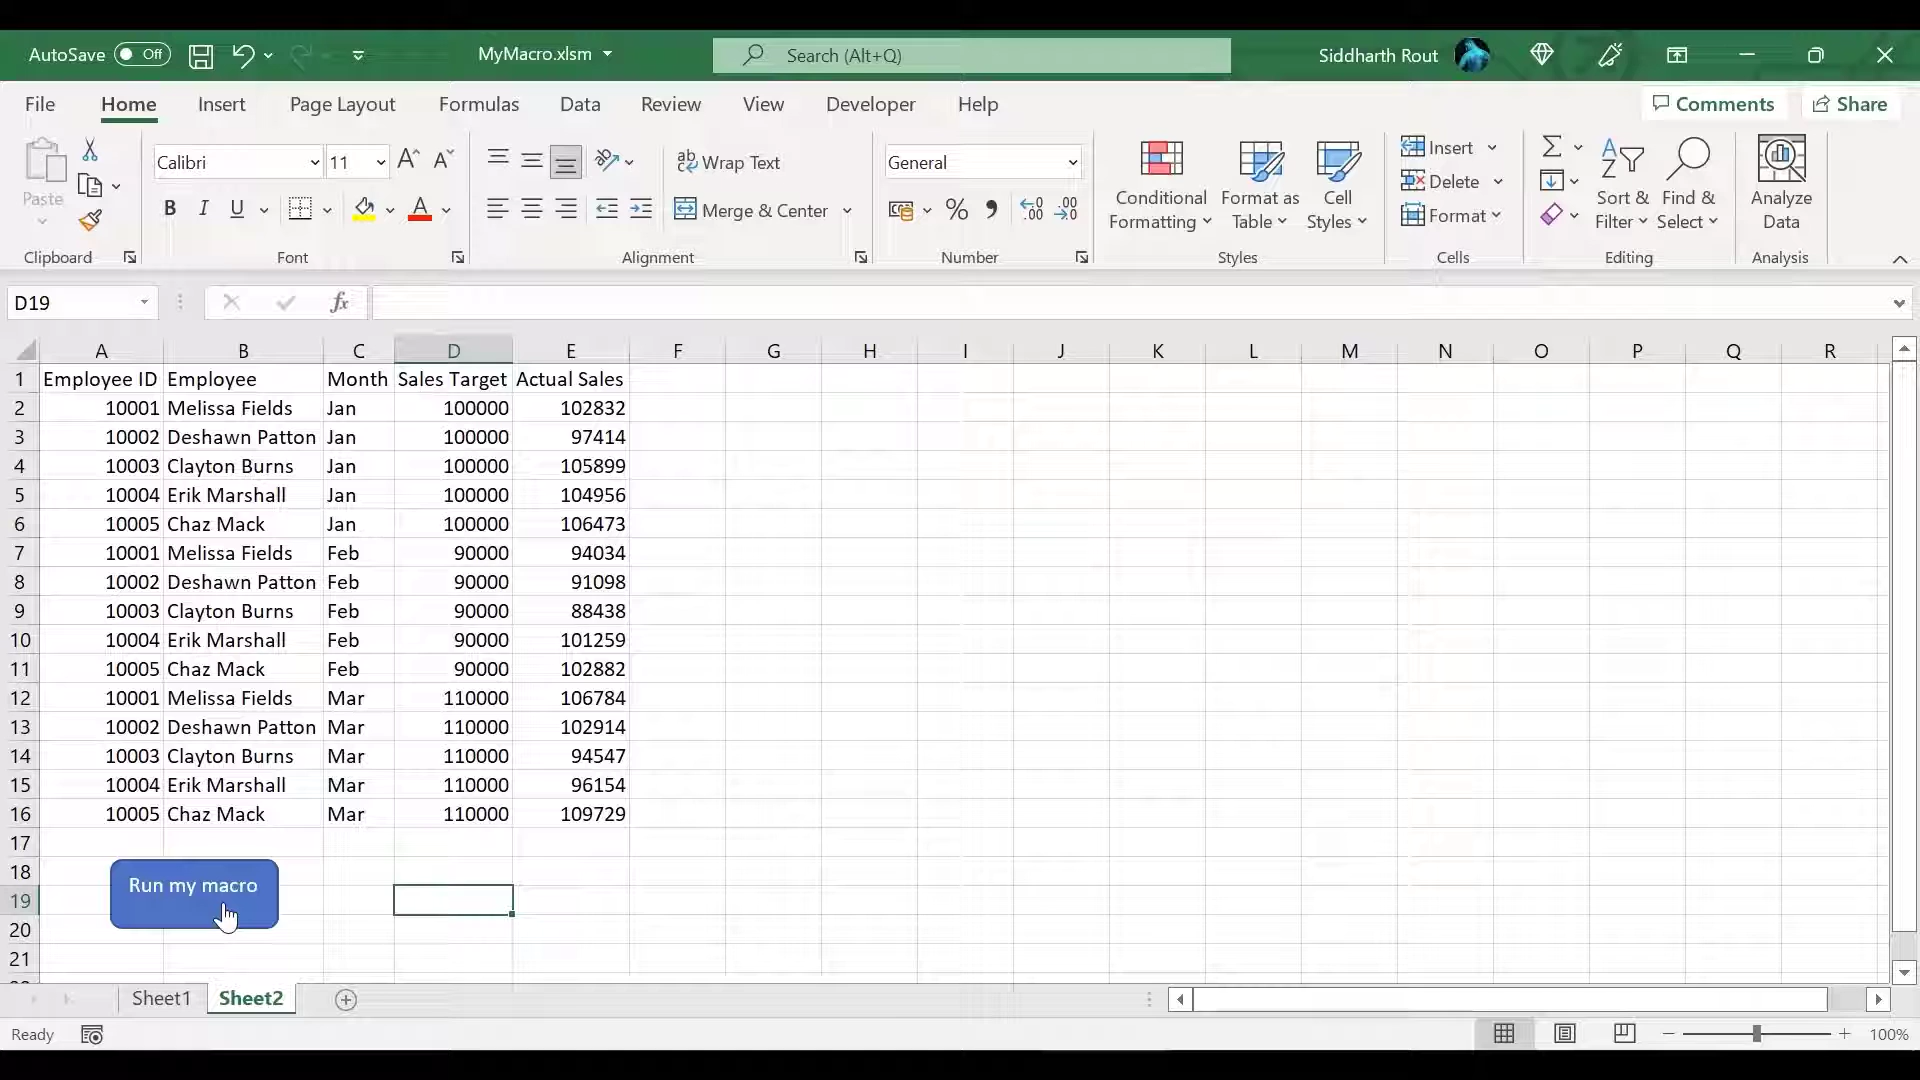 AutoSave Off MyMacro.xlsm Search (Alt+Q) Siddharth Rout
File Home Insert Page Layout Formulas Data Review View Developer Help Comments Share
Paste
Calibri 11
B I U
ab Wrap Text
Merge & Center
General
% 
.00 .00
Conditional Formatting
Format as Table
Cell Styles
Insert
Delete
Format
Sort & Filter
Find & Select
Analyze Data
Clipboard Font Alignment Number Styles Cells Editing Analysis
D19 fx
A B C D E F G H I J K L M N O P Q R
1 Employee ID Employee Month Sales Target Actual Sales
2 10001 Melissa Fields Jan 100000 102832
3 10002 Deshawn Patton Jan 100000 97414
4 10003 Clayton Burns Jan 100000 105899
5 10004 Erik Marshall Jan 100000 104956
6 10005 Chaz Mack Jan 100000 106473
7 10001 Melissa Fields Feb 90000 94034
8 10002 Deshawn Patton Feb 90000 91098
9 10003 Clayton Burns Feb 90000 88438
10 10004 Erik Marshall Feb 90000 101259
11 10005 Chaz Mack Feb 90000 102882
12 10001 Melissa Fields Mar 110000 106784
13 10002 Deshawn Patton Mar 110000 102914
14 10003 Clayton Burns Mar 110000 94547
15 10004 Erik Marshall Mar 110000 96154
16 10005 Chaz Mack Mar 110000 109729
17
18
Run my macro
19
20
21
Sheet1 Sheet2
Ready 100%